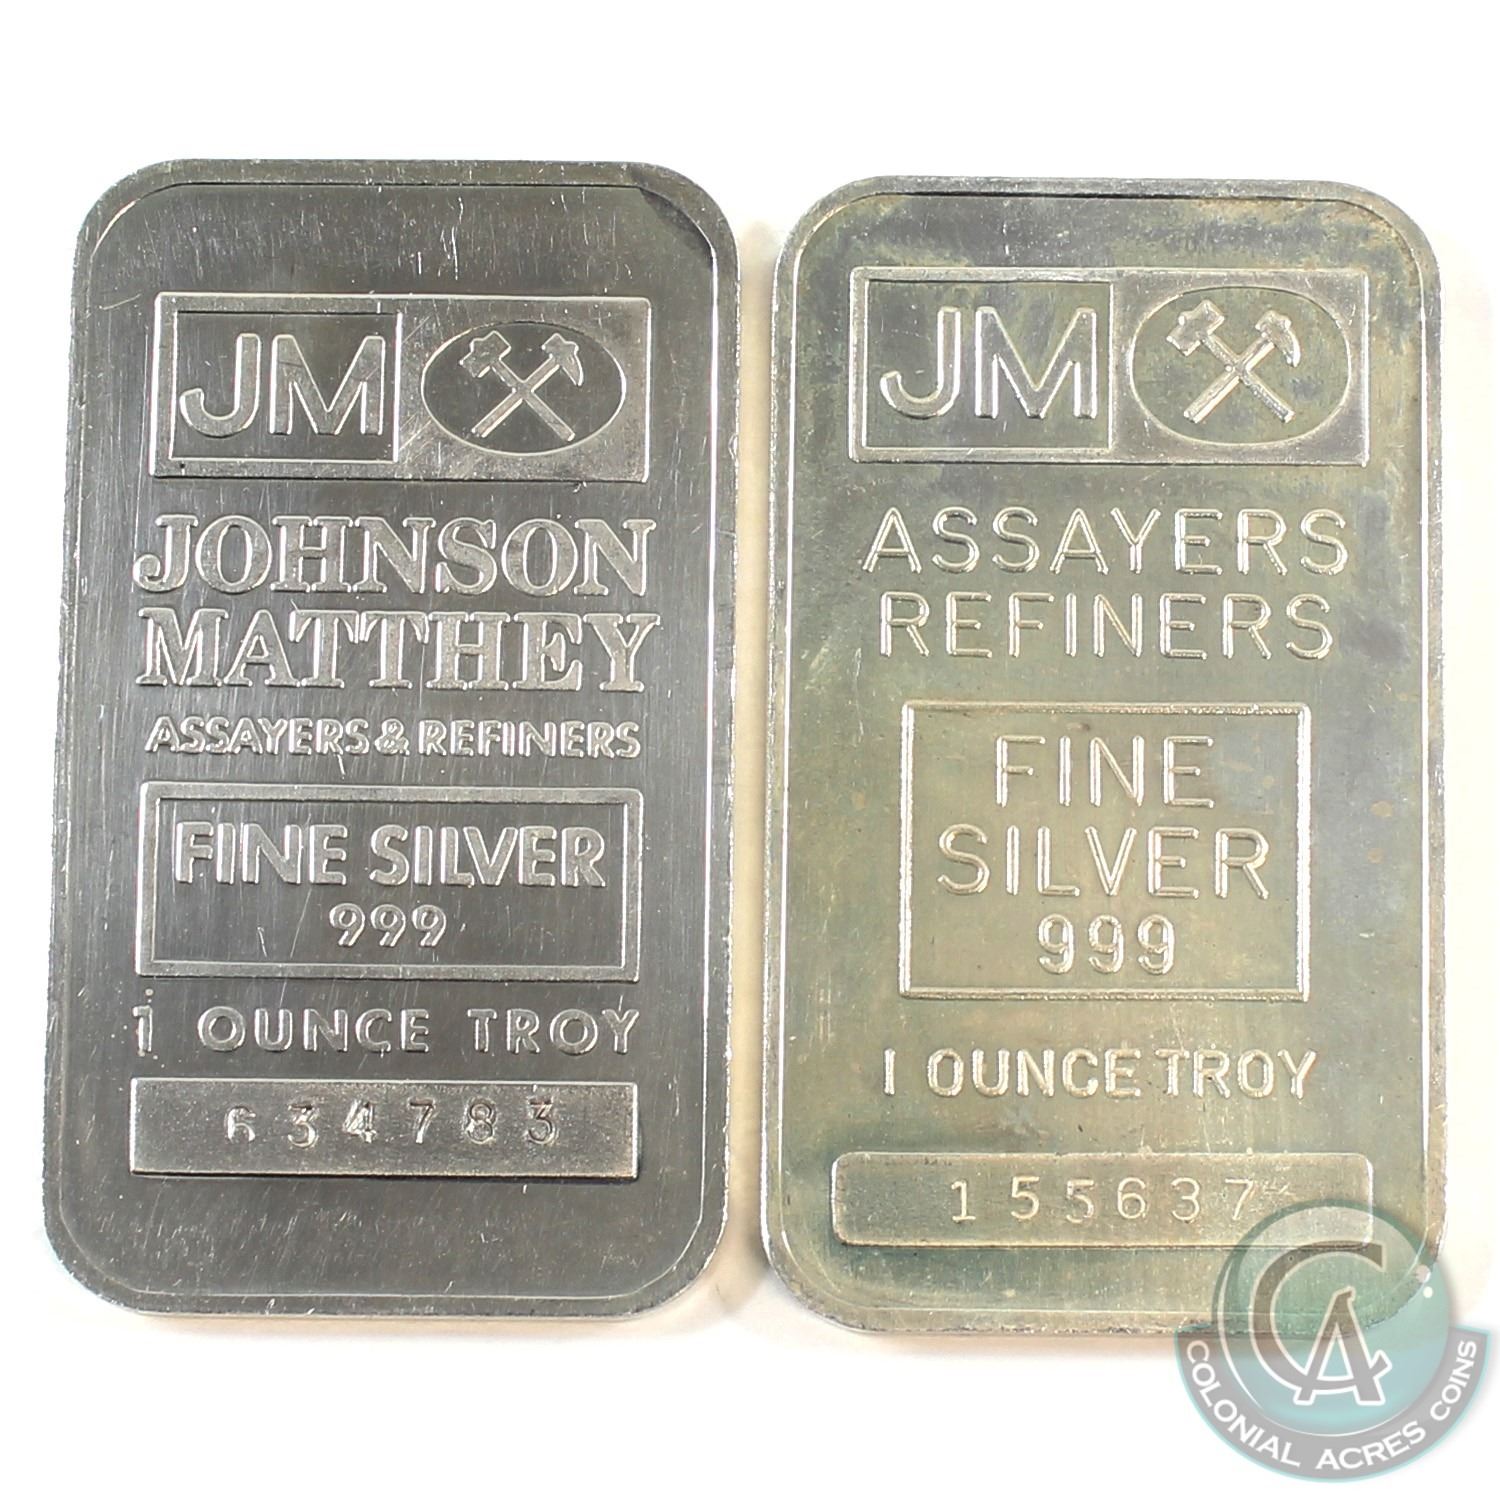 JM
JOHNSON
MATTHEY
ASSAYERS & REFINERS
FINE SILVER
999
1 OUNCE TROY
634783
JM
ASSAYERS
REFINERS
FINE
SILVER
999
1 OUNCE TROY
155637
CA
COLONIAL ACRES COINS